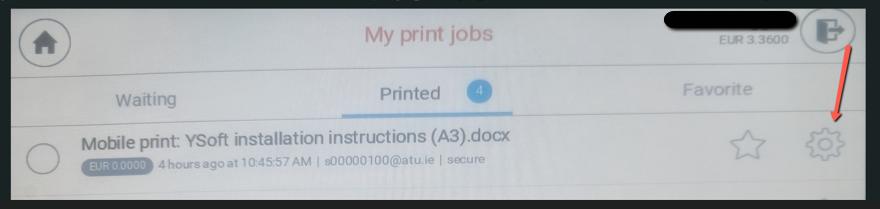 My print jobs
EUR 3.3600
Waiting
Printed 4
Favorite
Mobile print: YSoft installation instructions (A3).docx
EUR 0.0000 4 hours ago at 10:45:57 AM | s00000100@atu.ie | secure